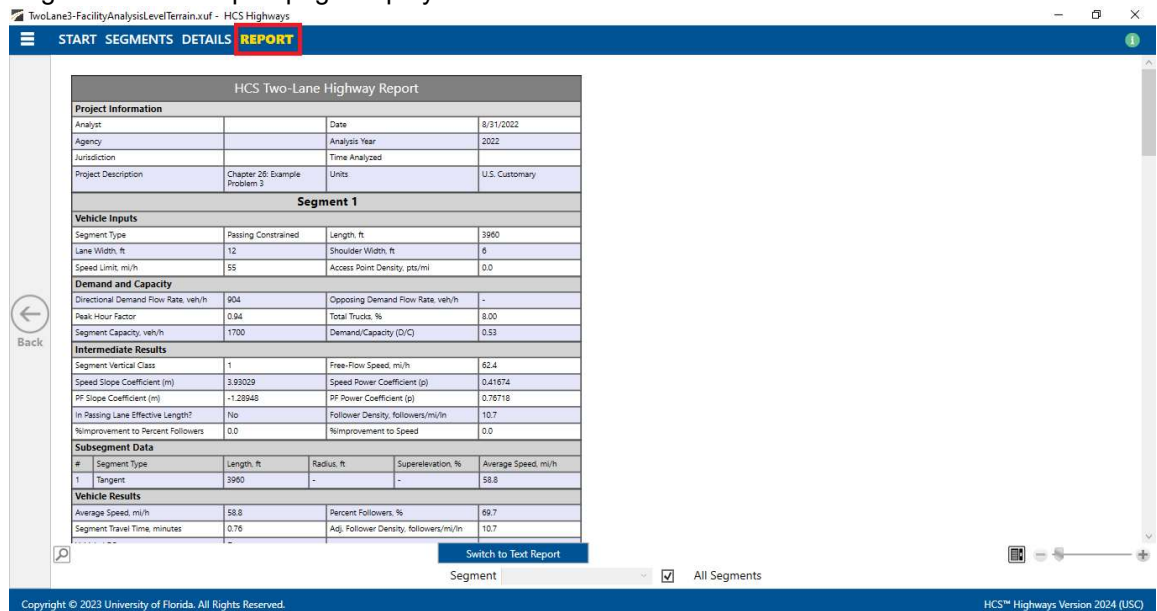 TwoLane3-FacilityAnalysisLevelTerrain.xuf - HCS Highways
START SEGMENTS DETAILS REPORT
HCS Two-Lane Highway Report
Project Information
Analyst Date 8/31/2022
Agency Analysis Year 2022
Jurisdiction Time Analyzed
Project Description Chapter 26: Example Problem 3 Units U.S. Customary
Segment 1
Vehicle Inputs
Segment Type Passing Constrained Length, ft 3960
Lane Width, ft 12 Shoulder Width, ft 6
Speed Limit, mi/h 55 Access Point Density, pts/mi 0.0
Demand and Capacity
Directional Demand Flow Rate, veh/h 904 Opposing Demand Flow Rate, veh/h -
Peak Hour Factor 0.94 Total Trucks, % 8.00
Segment Capacity, veh/h 1700 Demand/Capacity (D/C) 0.53
Intermediate Results
Segment Vertical Class 1 Free-Flow Speed, mi/h 62.4
Speed Slope Coefficient (m) 3.93029 Speed Power Coefficient (p) 0.41674
PF Slope Coefficient (m) -1.28948 PF Power Coefficient (p) 0.76718
In Passing Lane Effective Length? No Follower Density, followers/mi/ln 10.7
%Improvement to Percent Followers 0.0 %Improvement to Speed 0.0
Subsegment Data
# Segment Type Length, ft Radius, ft Superelevation, % Average Speed, mi/h
1 Tangent 3960 - - 58.8
Vehicle Results
Average Speed, mi/h 58.8 Percent Followers, % 69.7
Segment Travel Time, minutes 0.76 Adj. Follower Density, followers/mi/ln 10.7
Back
Switch to Text Report
Segment All Segments
Copyright © 2023 University of Florida. All Rights Reserved. HCS™ Highways Version 2024 (USC)